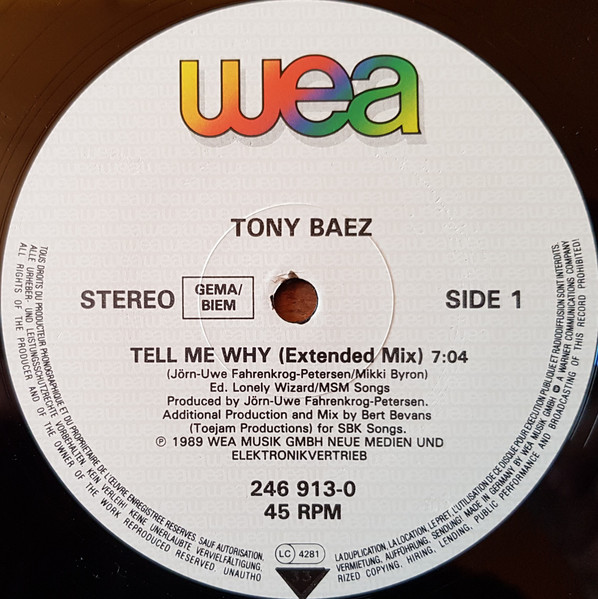 wea
TONY BAEZ
STEREO
GEMA/
BIEM
SIDE 1
TELL ME WHY (Extended Mix) 7:04
(Jörn-Uwe Fahrenkrog-Petersen/Mikki Byron)
Ed. Lonely Wizard/MSM Songs
Produced by Jörn-Uwe Fahrenkrog-Petersen.
Additional Production and Mix by Bert Bevans
(Toejam Productions) for SBK Songs.
℗ 1989 WEA MUSIK GMBH NEUE MEDIEN UND
ELEKTRONIKVERTRIEB
246 913-0
45 RPM
LC 4281
33
TOUS DROITS DU PRODUCTEUR PHONOGRAPHIQUE ET DU PROPRIETAIRE DE L'ŒUVRE ENREGISTREE RESERVES. SAUF AUTORISATION,
LA DUPLICATION, LA LOCATION, LE PRET, L'UTILISATION DE CE DISQUE POUR EXECUTION PUBLIQUE ET RADIODIFFUSION SONT INTERDITS.
ALLE URHEBER- UND LEISTUNGSSCHUTZRECHTE VORBEHALTEN. KEIN VERLEIH! KEINE UNERLAUBTE VERVIELFÄLTIGUNG,
VERMIETUNG, AUFFÜHRUNG, SENDUNG! MADE IN GERMANY BY WEA MUSIK GMBH A WARNER COMMUNICATIONS COMPANY
ALL RIGHTS OF THE PRODUCER AND OF THE OWNER OF THE WORK REPRODUCED RESERVED. UNAUTHO
RIZED COPYING, HIRING, LENDING, PUBLIC PERFORMANCE AND BROADCASTING OF THIS RECORD PROHIBITED!